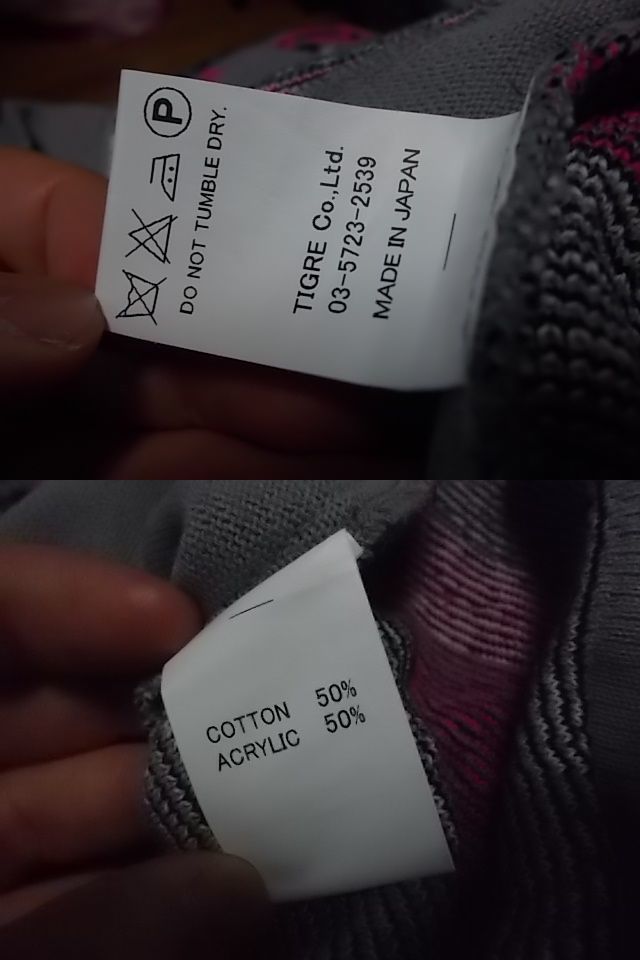 P
DO NOT TUMBLE DRY.
TIGRE Co.,Ltd.
03-5723-2539
MADE IN JAPAN
COTTON 50%
ACRYLIC 50%